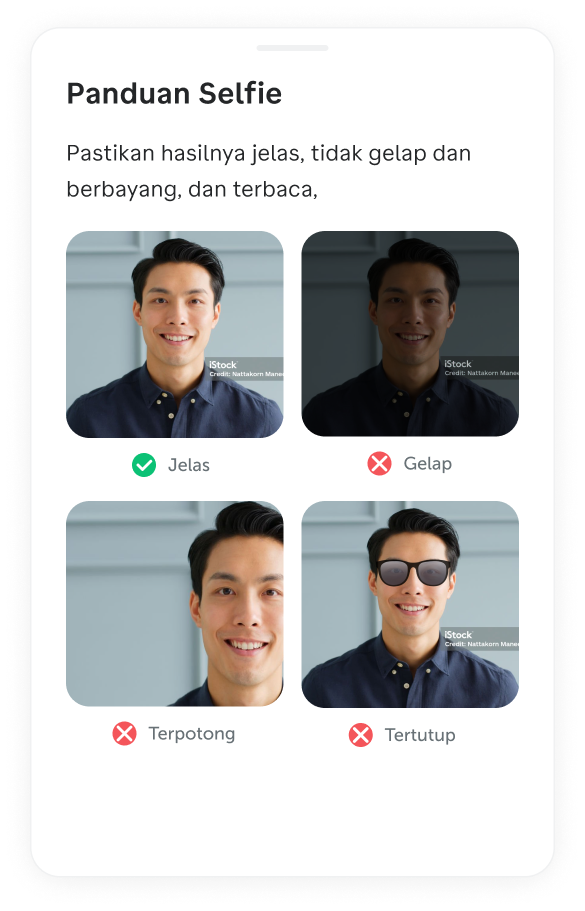 Panduan Selfie
Pastikan hasilnya jelas, tidak gelap dan
berbayang, dan terbaca,
iStock
Credit: Nattakorn Manee
iStock
Credit: Nattakorn Manee
Jelas
Gelap
iStock
Credit: Nattakorn Manee
Terpotong
Tertutup